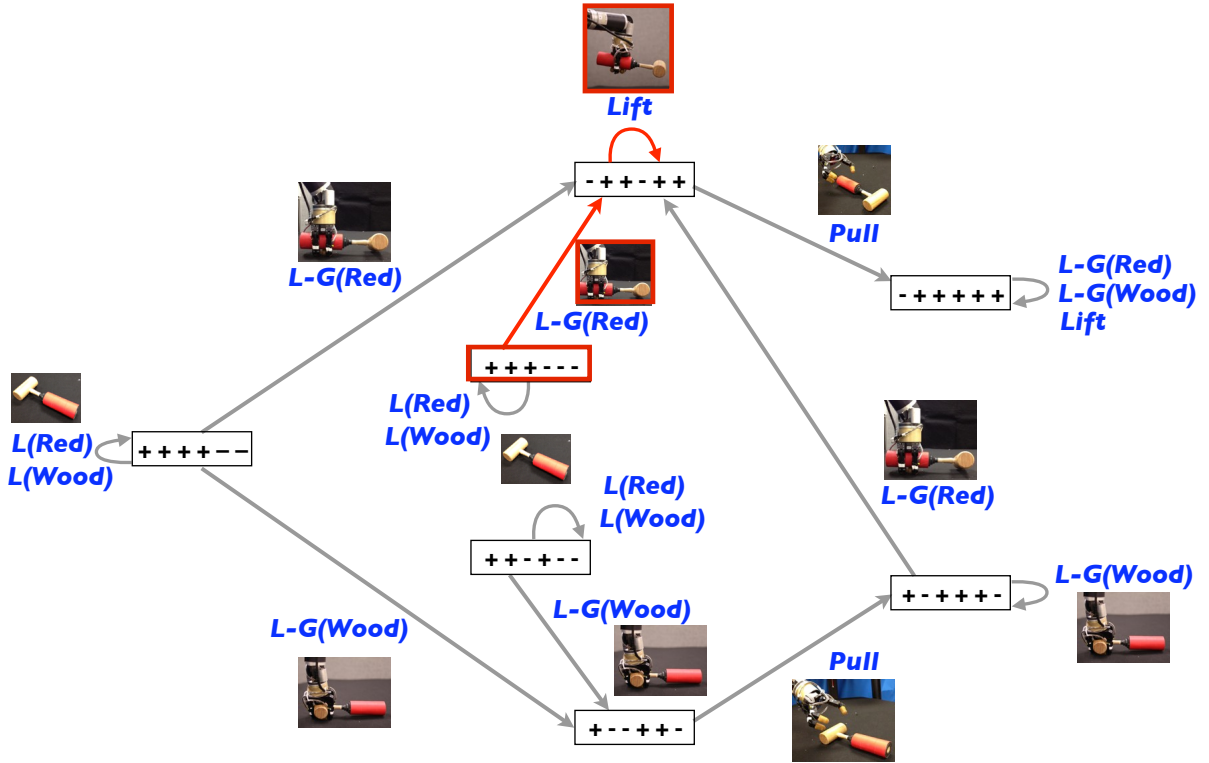 Lift
- + + - + +
L-G(Red)
Pull
- + + + + +
L-G(Red)
L-G(Wood)
Lift
L-G(Red)
+ + + - - -
L(Red)
L(Wood)
L(Red)
L(Wood)
+ + + + – –
L-G(Red)
L(Red)
L(Wood)
+ + - + - -
+ - + + + -
L-G(Wood)
L-G(Wood)
L-G(Wood)
Pull
+ - - + + -